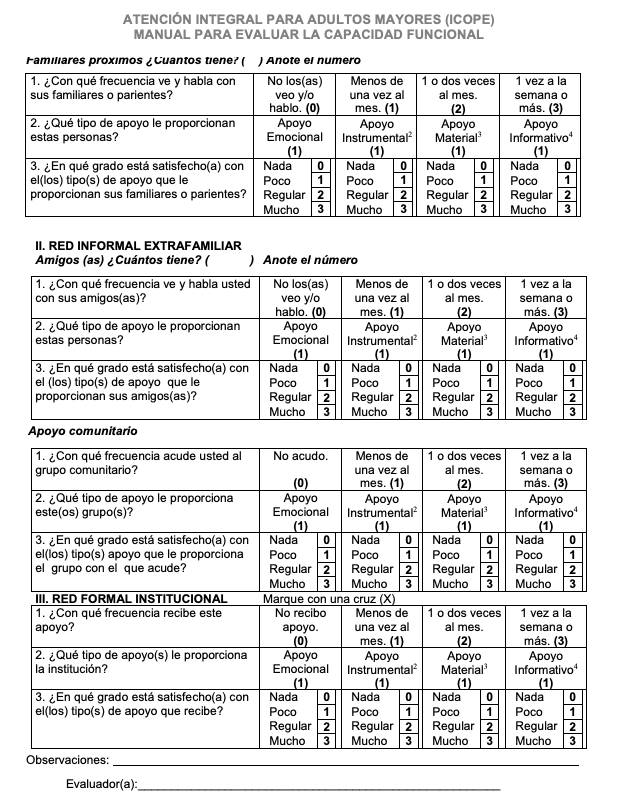 ATENCIÓN INTEGRAL PARA ADULTOS MAYORES (ICOPE)
MANUAL PARA EVALUAR LA CAPACIDAD FUNCIONAL
Familiares próximos ¿Cuántos tiene? (    ) Anote el número
1. ¿Con qué frecuencia ve y habla con sus familiares o parientes?
No los(as) veo y/o hablo. (0)
Menos de una vez al mes. (1)
1 o dos veces al mes. (2)
1 vez a la semana o más. (3)
2. ¿Qué tipo de apoyo le proporcionan estas personas?
Apoyo Emocional (1)
Apoyo Instrumental² (1)
Apoyo Material³ (1)
Apoyo Informativo⁴ (1)
3. ¿En qué grado está satisfecho(a) con el(los) tipo(s) de apoyo que le proporcionan sus familiares o parientes?
Nada 0 Nada 0 Nada 0 Nada 0
Poco 1 Poco 1 Poco 1 Poco 1
Regular 2 Regular 2 Regular 2 Regular 2
Mucho 3 Mucho 3 Mucho 3 Mucho 3
II. RED INFORMAL EXTRAFAMILIAR
Amigos (as) ¿Cuántos tiene? (      ) Anote el número
1. ¿Con qué frecuencia ve y habla usted con sus amigos(as)?
No los(as) veo y/o hablo. (0)
Menos de una vez al mes. (1)
1 o dos veces al mes. (2)
1 vez a la semana o más. (3)
2. ¿Qué tipo de apoyo le proporcionan estas personas?
Apoyo Emocional (1)
Apoyo Instrumental² (1)
Apoyo Material³ (1)
Apoyo Informativo⁴ (1)
3. ¿En qué grado está satisfecho(a) con el (los) tipo(s) de apoyo que le proporcionan sus amigos(as)?
Nada 0 Nada 0 Nada 0 Nada 0
Poco 1 Poco 1 Poco 1 Poco 1
Regular 2 Regular 2 Regular 2 Regular 2
Mucho 3 Mucho 3 Mucho 3 Mucho 3
Apoyo comunitario
1. ¿Con qué frecuencia acude usted al grupo comunitario?
No acudo. (0)
Menos de una vez al mes. (1)
1 o dos veces al mes. (2)
1 vez a la semana o más. (3)
2. ¿Qué tipo de apoyo le proporciona este(os) grupo(s)?
Apoyo Emocional (1)
Apoyo Instrumental² (1)
Apoyo Material³ (1)
Apoyo Informativo⁴ (1)
3. ¿En qué grado está satisfecho(a) con el(los) tipo(s) apoyo que le proporciona el grupo con el que acude?
Nada 0 Nada 0 Nada 0 Nada 0
Poco 1 Poco 1 Poco 1 Poco 1
Regular 2 Regular 2 Regular 2 Regular 2
Mucho 3 Mucho 3 Mucho 3 Mucho 3
III. RED FORMAL INSTITUCIONAL Marque con una cruz (X)
1. ¿Con qué frecuencia recibe este apoyo?
No recibo apoyo. (0)
Menos de una vez al mes. (1)
1 o dos veces al mes. (2)
1 vez a la semana o más. (3)
2. ¿Qué tipo de apoyo(s) le proporciona la institución?
Apoyo Emocional (1)
Apoyo Instrumental² (1)
Apoyo Material³ (1)
Apoyo Informativo⁴ (1)
3. ¿En qué grado está satisfecho(a) con el(los) tipo(s) de apoyo que recibe?
Nada 0 Nada 0 Nada 0 Nada 0
Poco 1 Poco 1 Poco 1 Poco 1
Regular 2 Regular 2 Regular 2 Regular 2
Mucho 3 Mucho 3 Mucho 3 Mucho 3
Observaciones:
Evaluador(a):